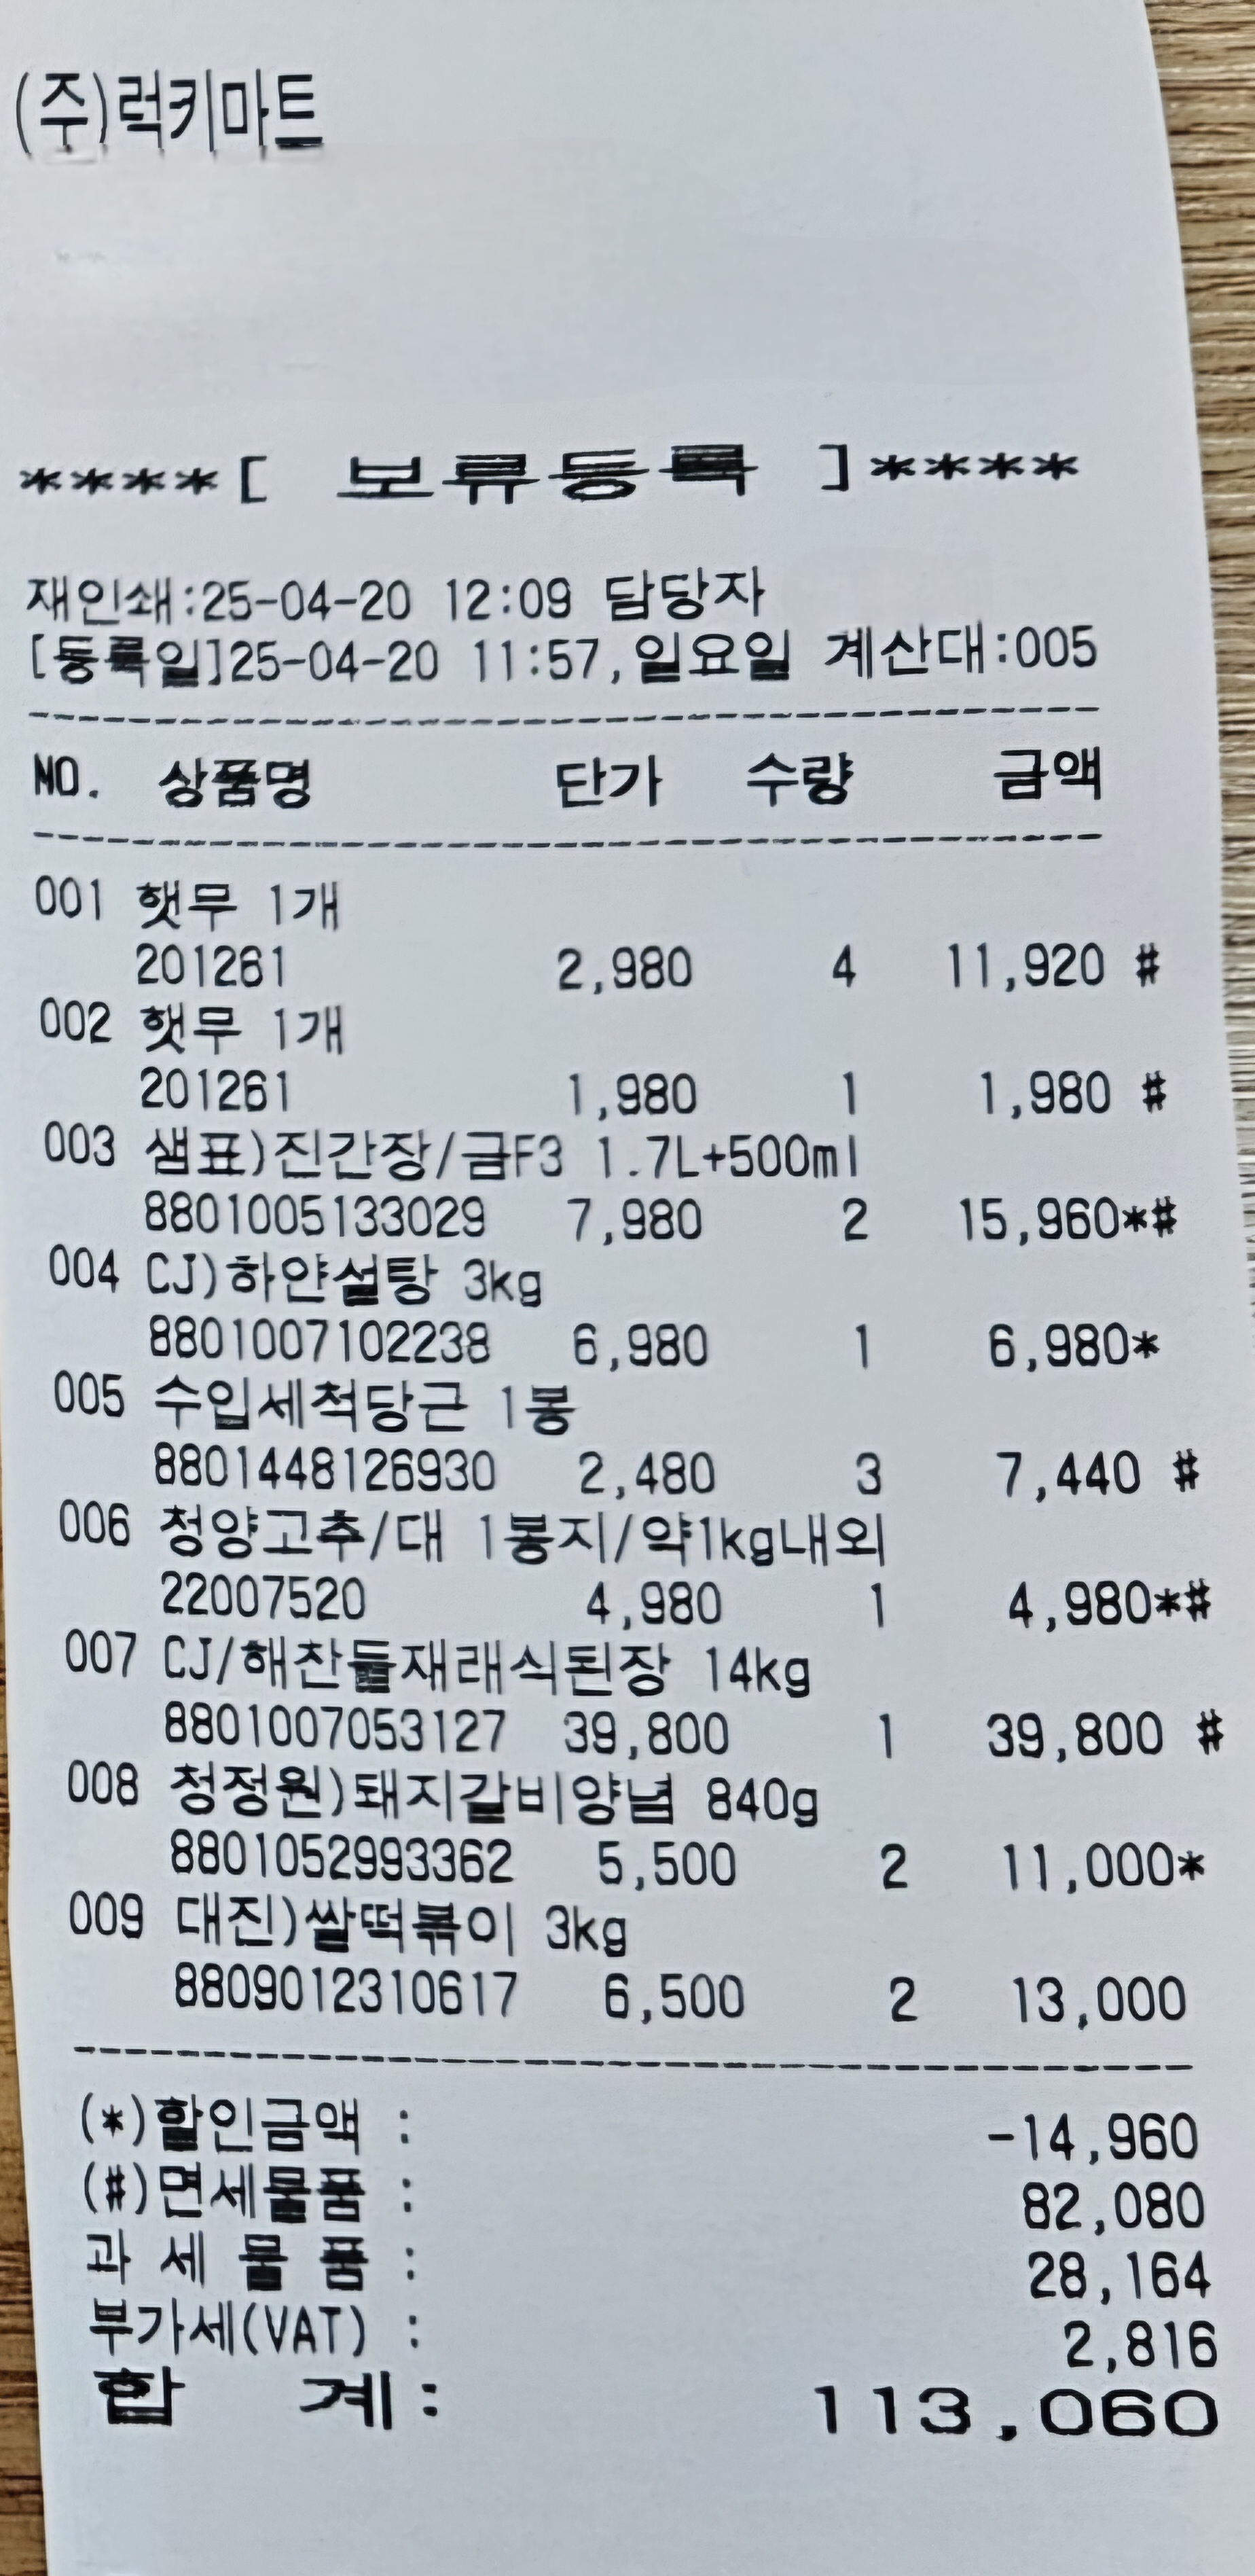 (주)럭키마트
****[ 보류등록 ]****
재인쇄:25-04-20 12:09 담당자
[등록일]25-04-20 11:57,일요일 계산대:005
NO. 상품명 단가 수량 금액
001 햇무 1개
201261 2,980 4 11,920 #
002 햇무 1개
201261 1,980 1 1,980 #
003 샘표)진간장/금F3 1.7L+500ml
8801005133029 7,980 2 15,960*#
004 CJ)하얀설탕 3kg
8801007102238 6,980 1 6,980*
005 수입세척당근 1봉
8801448126930 2,480 3 7,440 #
006 청양고추/대 1봉지/약1kg내외
22007520 4,980 1 4,980*#
007 CJ/해찬들재래식된장 14kg
8801007053127 39,800 1 39,800 #
008 청정원)돼지갈비양념 840g
8801052993362 5,500 2 11,000*
009 대진)쌀떡볶이 3kg
8809012310617 6,500 2 13,000
(*)할인금액 : -14,960
(#)면세물품 : 82,080
과 세 물 품 : 28,164
부가세(VAT) : 2,816
합 계: 113,060